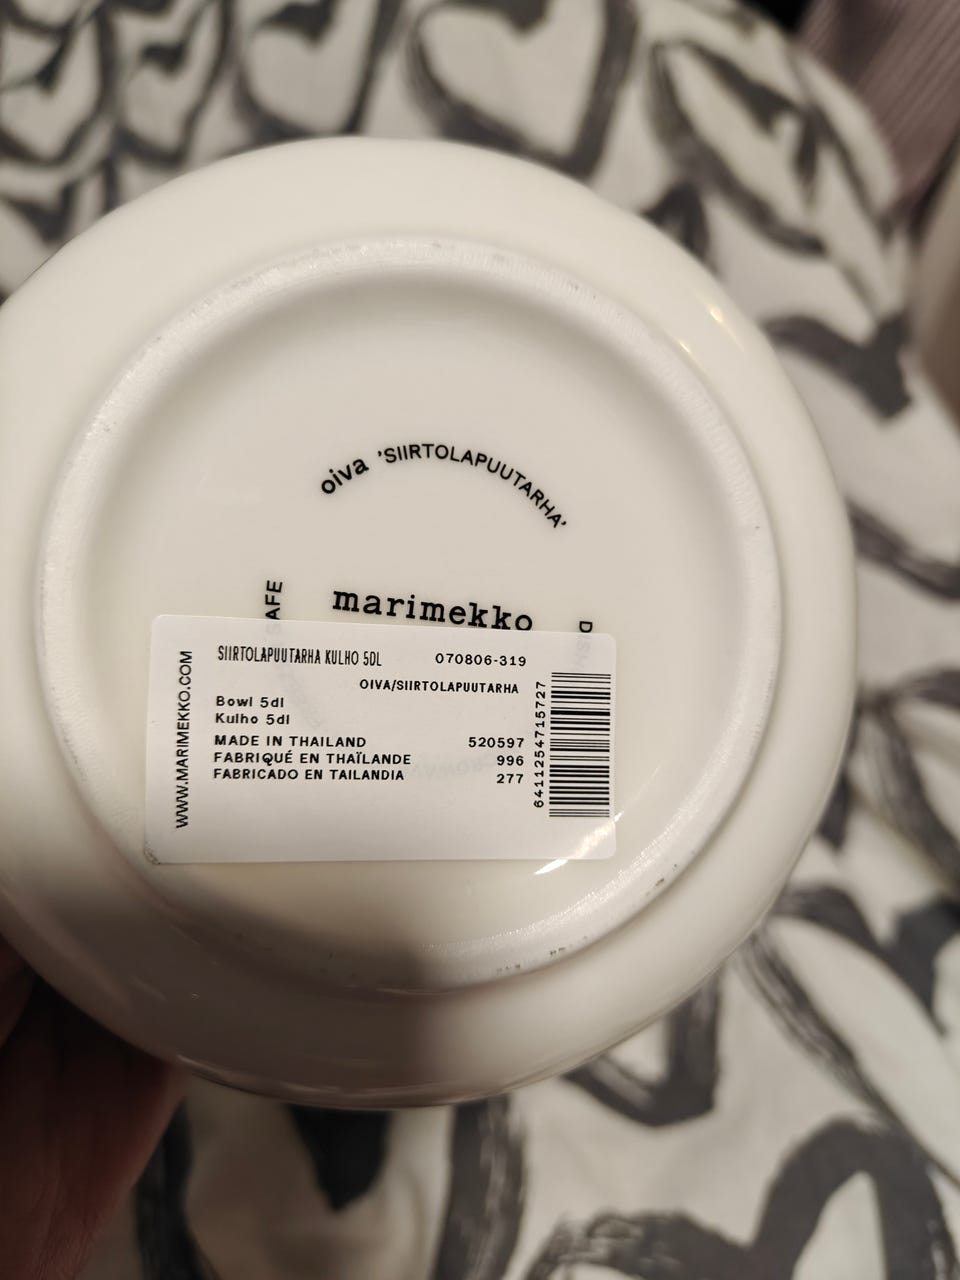 oiva 'SIIRTOLAPUUTARHA'
marimekko
WWW.MARIMEKKO.COM
SIIRTOLAPUUTARHA KULHO 5DL 070806-319
OIVA/SIIRTOLAPUUTARHA
Bowl 5dl
Kulho 5dl
MADE IN THAILAND 520597
FABRIQUÉ EN THAÏLANDE 996
FABRICADO EN TAILANDIA 277
6411254715727